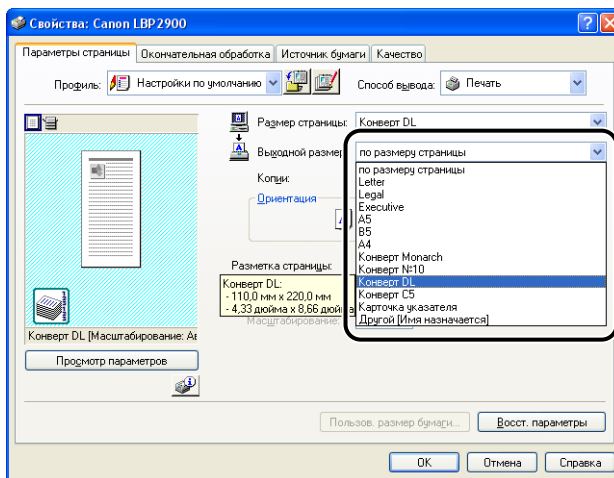 Свойства: Canon LBP2900
Параметры страницы Окончательная обработка Источник бумаги Качество
Профиль: Настройки по умолчанию Способ вывода: Печать
Размер страницы: Конверт DL
Выходной размер по размеру страницы
по размеру страницы
Letter
Legal
Executive
A5
B5
A4
Конверт Monarch
Конверт №10
Конверт DL
Конверт C5
Карточка указателя
Другой [Имя назначается]
Копии:
Ориентация
A
Разметка страницы:
Конверт DL:
- 110,0 мм x 220,0 мм
- 4,33 дюйма x 8,66 дюйма
Масштабирование:
Конверт DL [Масштабирование: Ав
Просмотр параметров
Пользов. размер бумаги... Восст. параметры
OK Отмена Справка